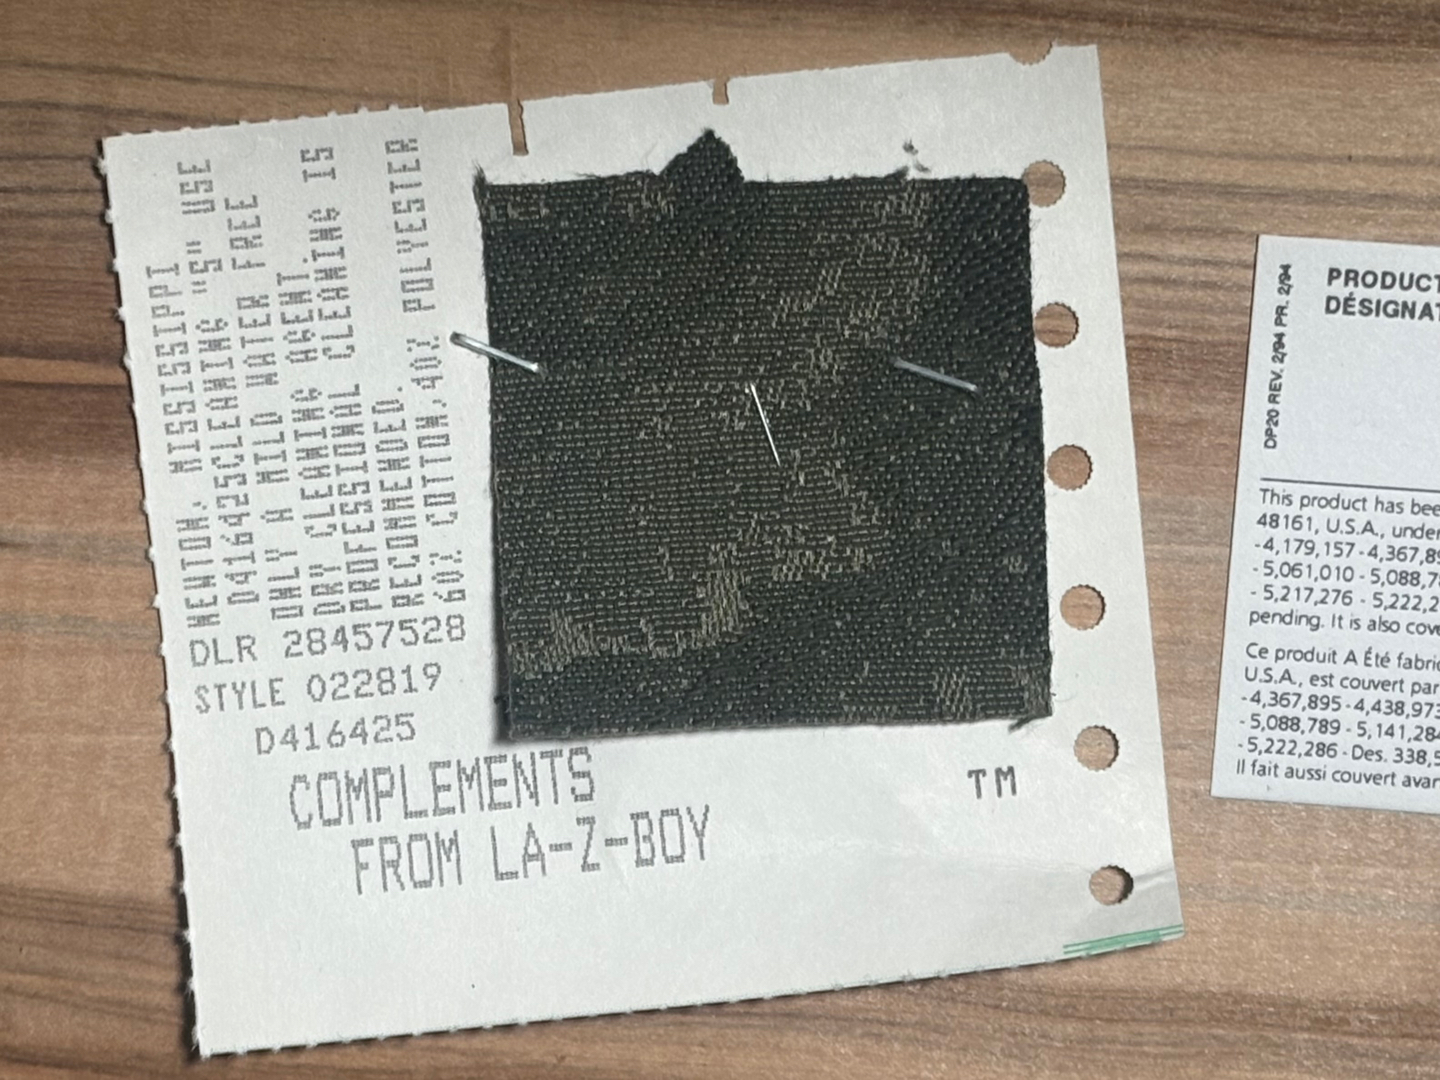 NEWTON, MISSISSIPPI
D416425CLEANING "S", USE
ONLY A MILD WATER FREE
DRY CLEANING AGENT.
PROFESSIONAL CLEANING IS
RECOMMENDED.
60% COTTON,40% POLYESTER
DLR 28457528
STYLE 022819
D416425
COMPLEMENTS
FROM LA-Z-BOY
TM
DP20 REV. 2/94 PR. 2/94
PRODUCT
DÉSIGNAT
This product has been
48161, U.S.A., under
-4,179,157-4,367,89
-5,061,010-5,088,78
-5,217,276-5,222,2
pending. It is also cove
Ce produit A Été fabric
U.S.A., est couvert par
-4,367,895-4,438,973
-5,088,789-5,141,284
-5,222,286-Des. 338,5
Il fait aussi couvert avan